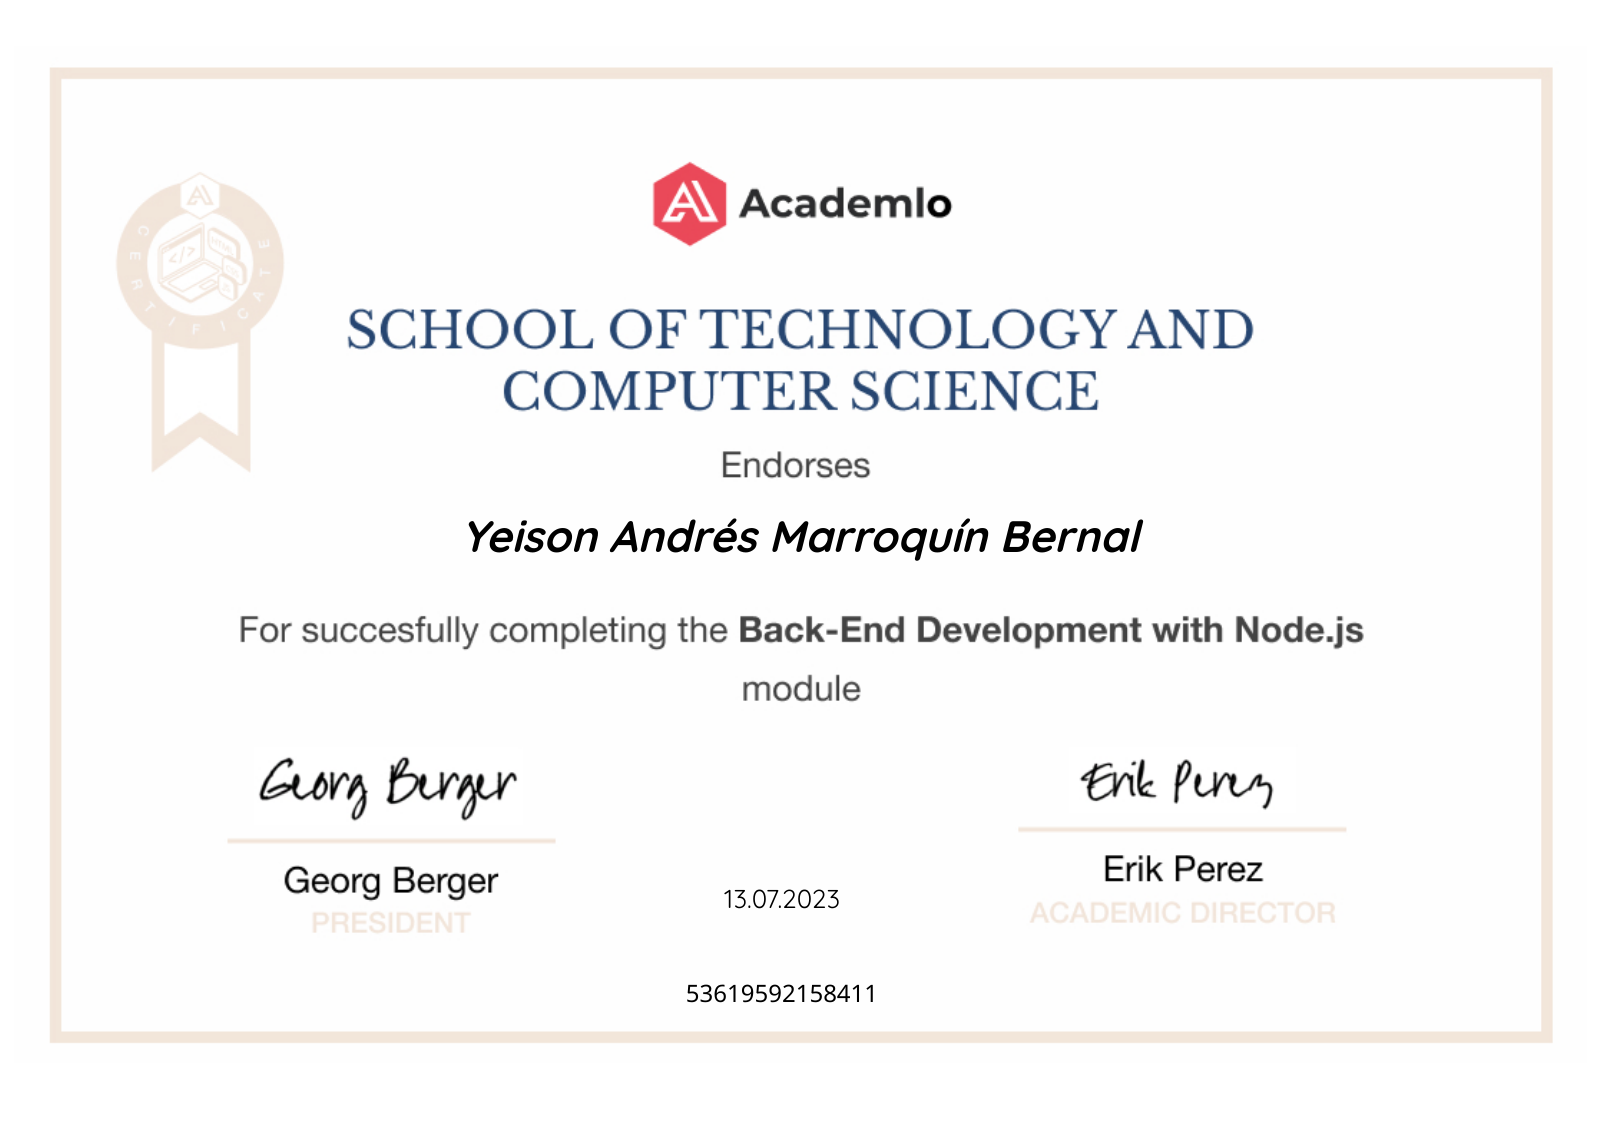 Academlo
CERTIFICATE
SCHOOL OF TECHNOLOGY AND
COMPUTER SCIENCE
Endorses
Yeison Andrés Marroquín Bernal
For succesfully completing the Back-End Development with Node.js
module
Georg Berger
Erik Perez
Georg Berger
Erik Perez
PRESIDENT
13.07.2023
ACADEMIC DIRECTOR
53619592158411